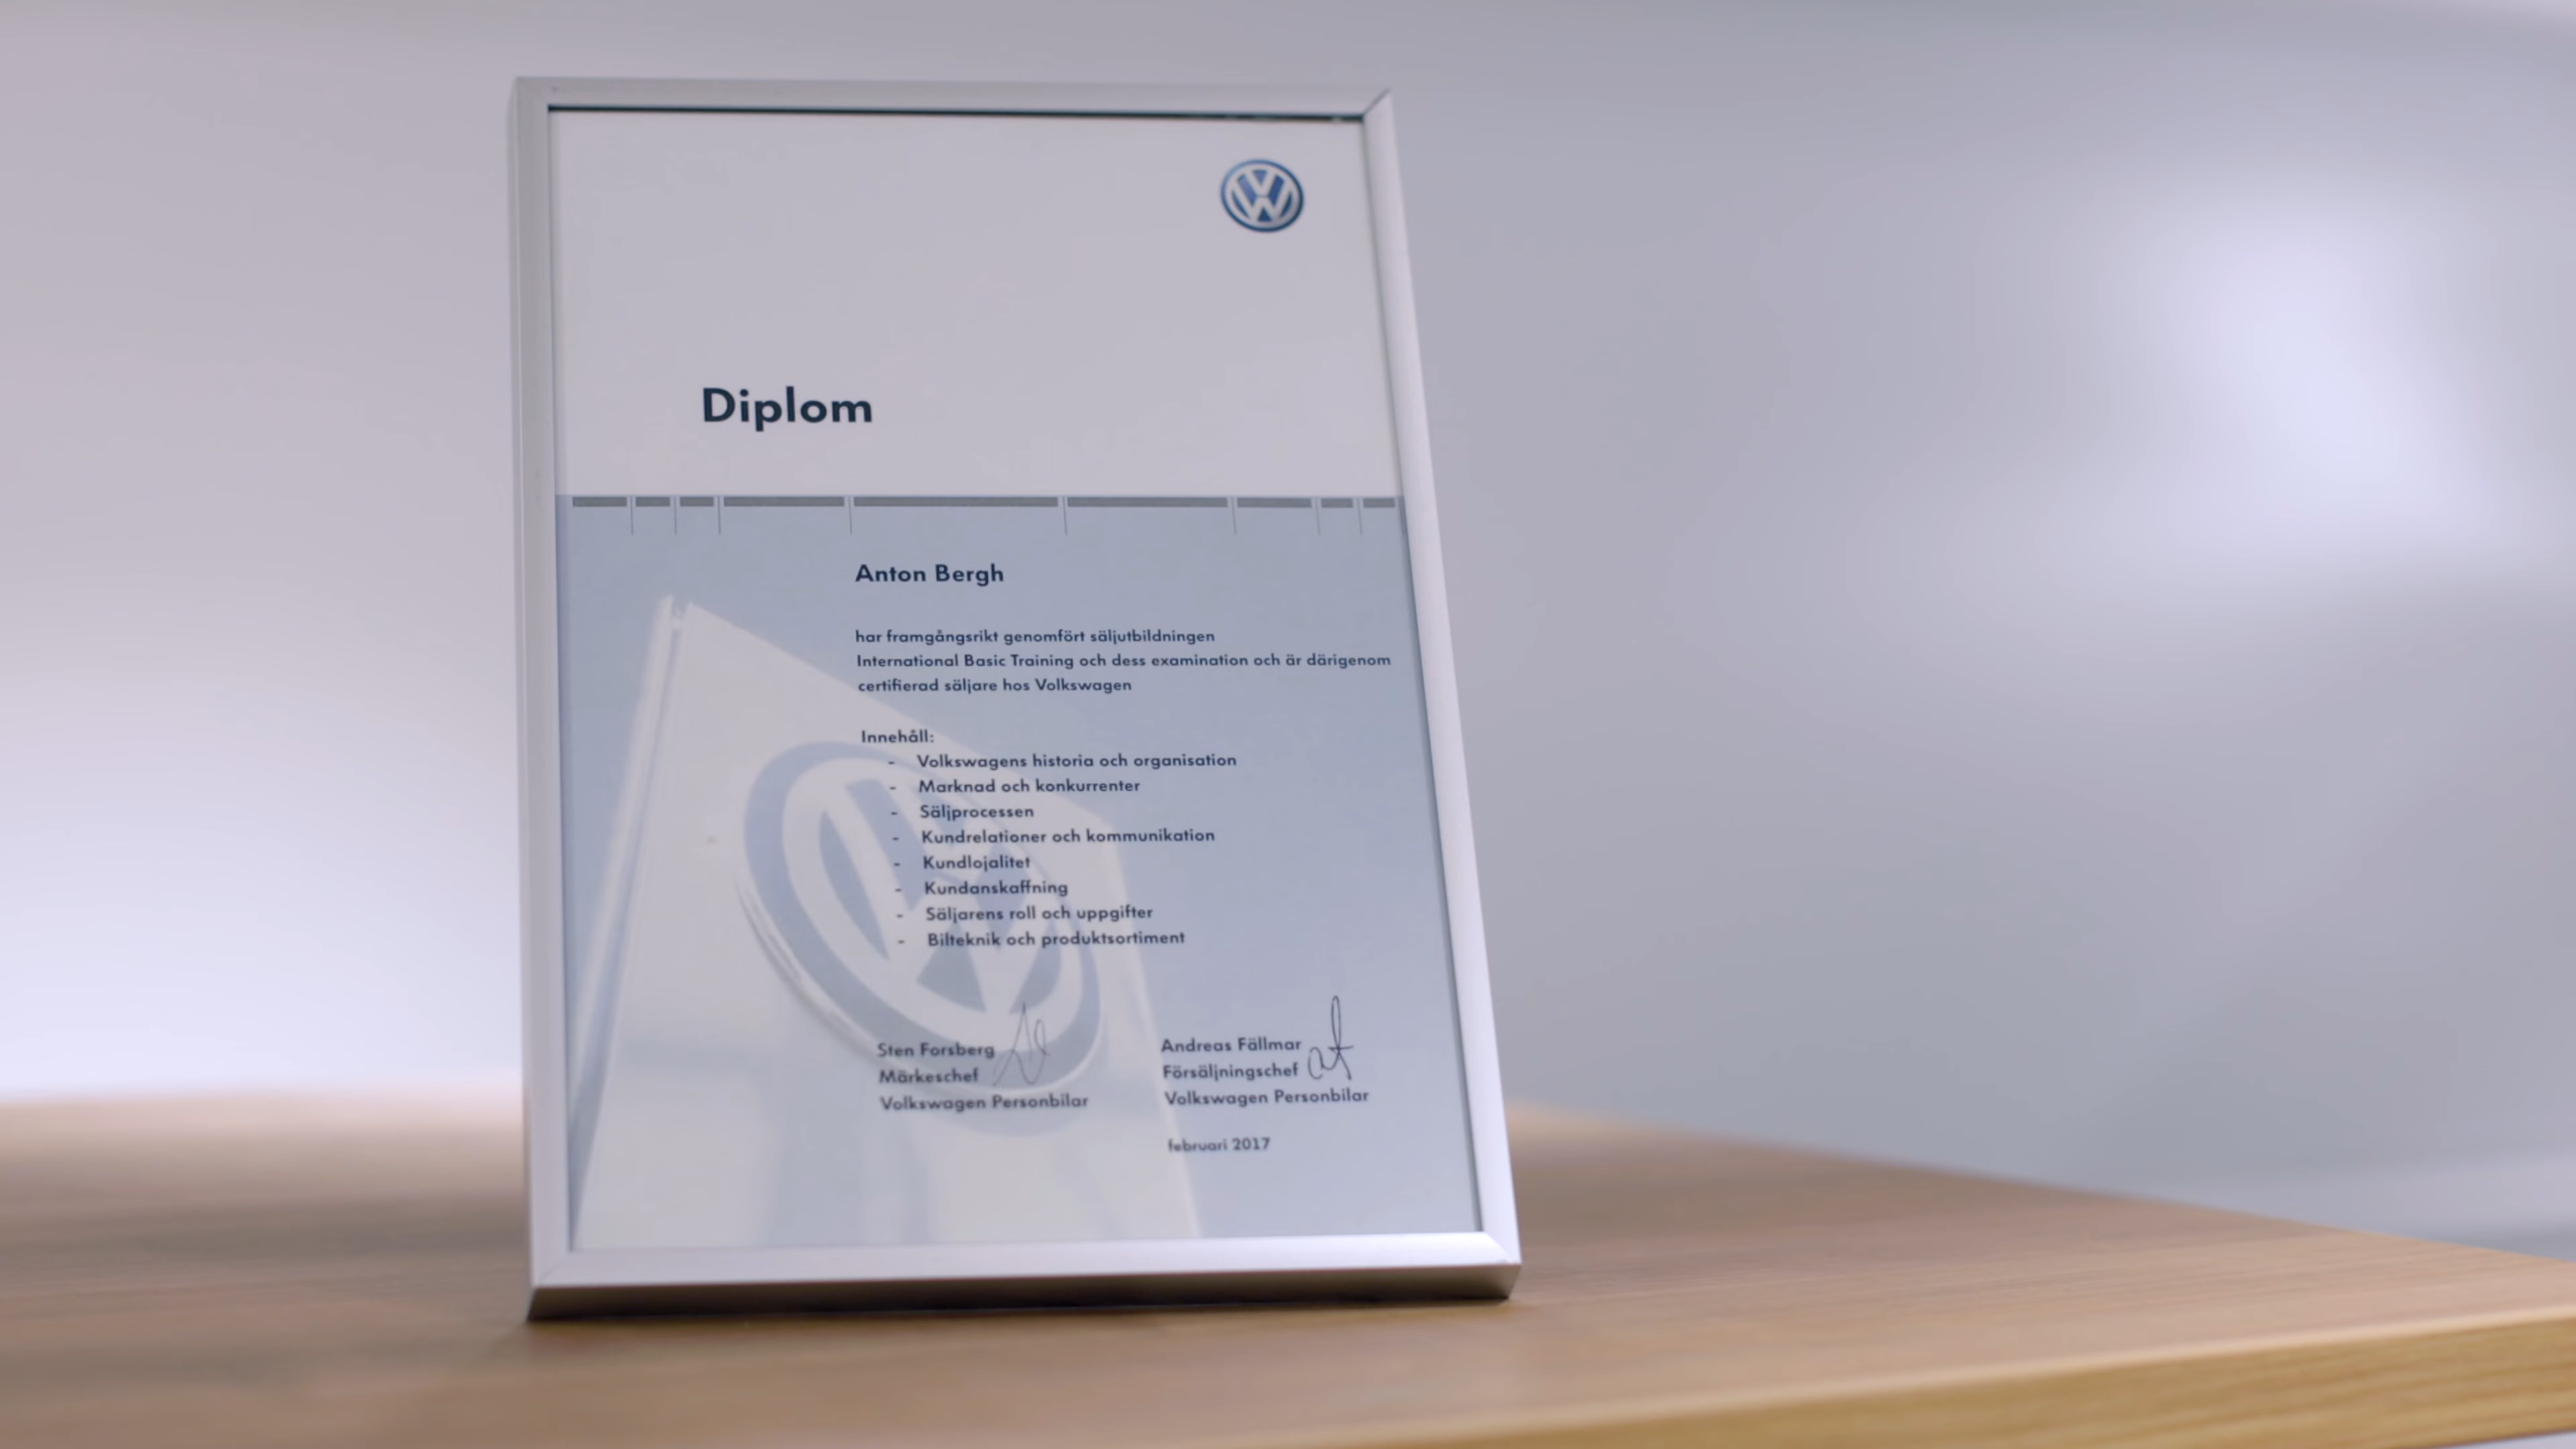 Diplom
Anton Bergh
har framgångsrikt genomfört säljutbildningen
International Basic Training och dess examination och är därigenom
certifierad säljare hos Volkswagen
Innehåll:
- Volkswagens historia och organisation
- Marknad och konkurrenter
- Säljprocessen
- Kundrelationer och kommunikation
- Kundlojalitet
- Kundanskaffning
- Säljarens roll och uppgifter
- Bilteknik och produktsortiment
Sten Forsberg
Märkeschef
Volkswagen Personbilar
Andreas Fällmar
Försäljningschef
Volkswagen Personbilar
februari 2017